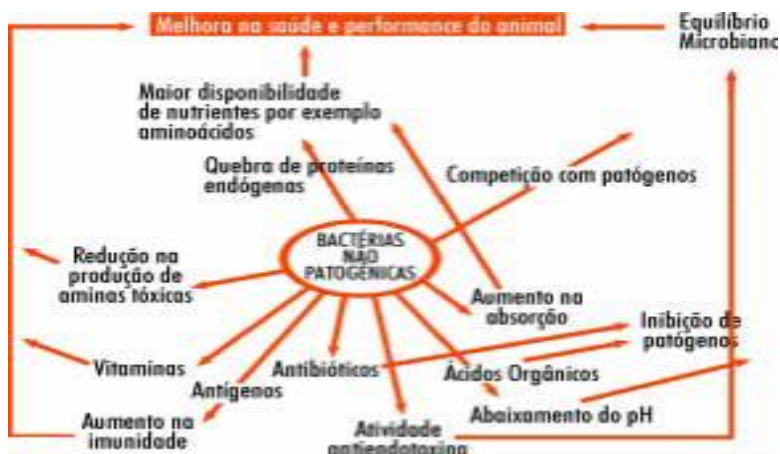 Melhora na saúde e performance do animal
Equilíbrio
Microbiano
Maior disponibilidade
de nutrientes por exemplo
aminoácidos
Quebra de proteínas
endógenas
Competição com patógenos
BACTÉRIAS
NAO
PATOGÊNICAS
Redução na
produção de
aminas tóxicas
Aumento na
absorção
Inibição de
patógenos
Vitaminas
Antígenos
Antibióticos
Ácidos Orgânicos
Aumento na
imunidade
Atividade
antiendotoxina
Abaixamento do pH